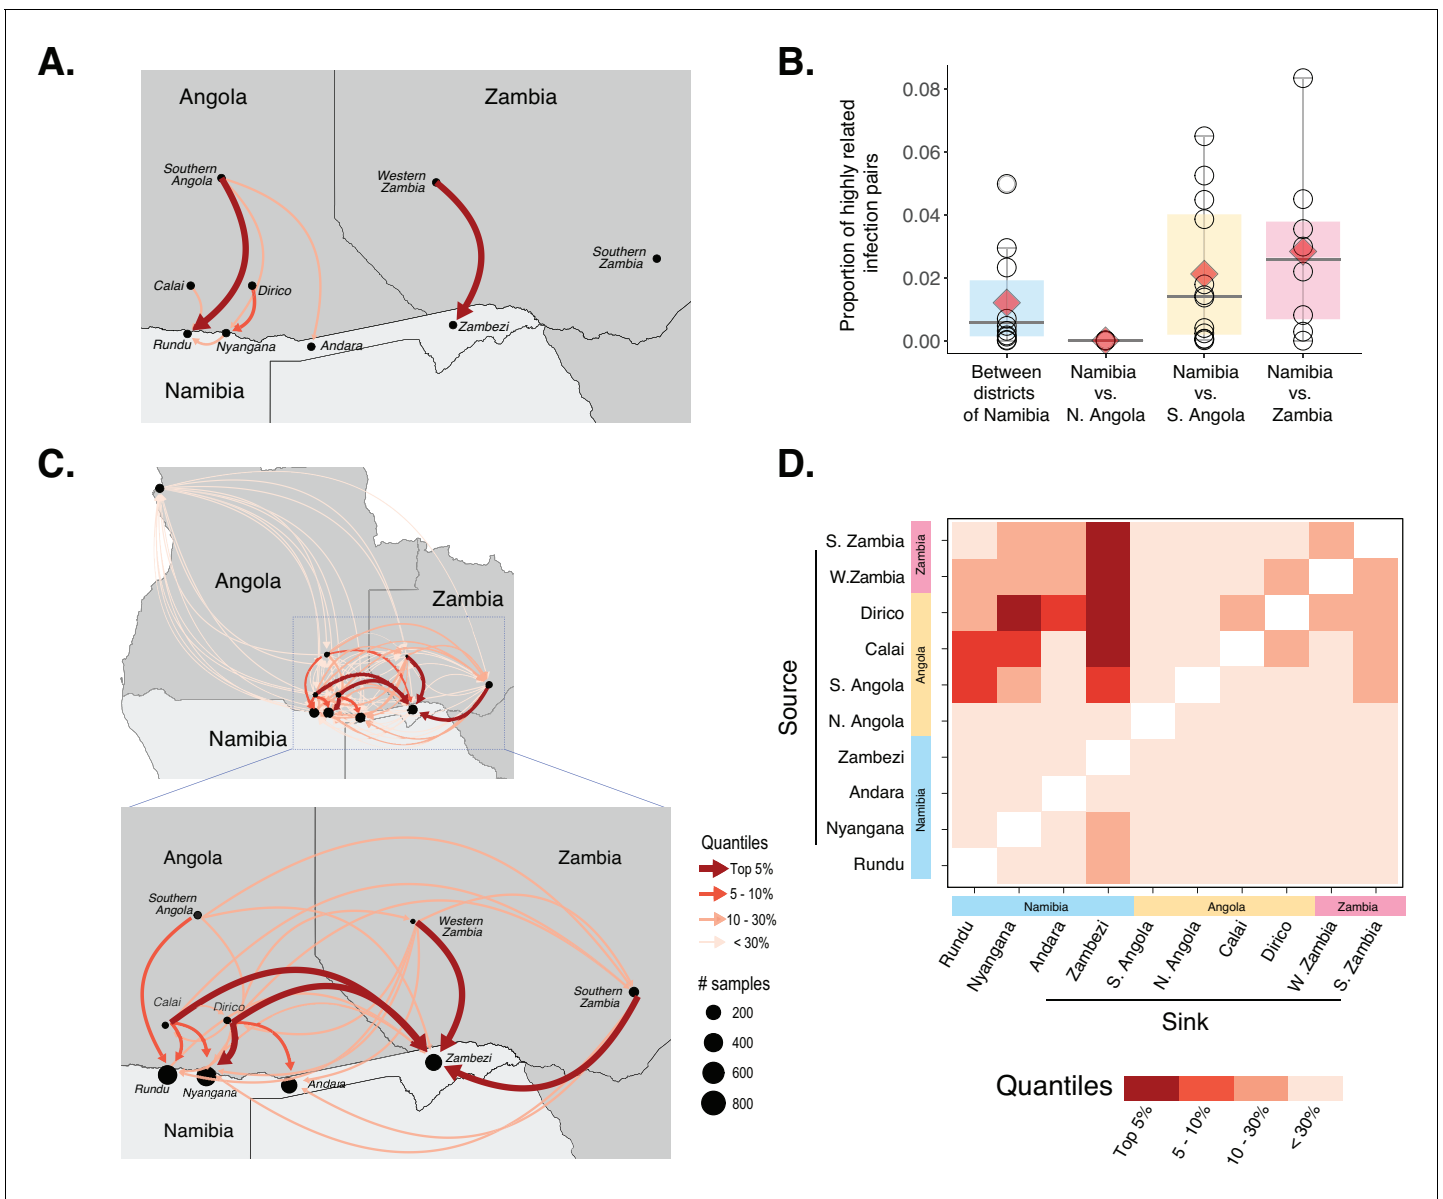 A.
Angola
Zambia
Southern
Angola
Western
Zambia
Southern
Zambia
Calai
Dirico
Zambezi
Rundu
Nyangana
Andara
Namibia
B.
Proportion of highly related
infection pairs
0.08
0.06
0.04
0.02
0.00
Between
districts
of Namibia
Namibia
vs.
N. Angola
Namibia
vs.
S. Angola
Namibia
vs.
Zambia
C.
Angola
Zambia
Namibia
Angola
Zambia
Southern
Angola
Western
Zambia
Southern
Zambia
Calai
Dirico
Zambezi
Rundu
Nyangana
Andara
Namibia
Quantiles
Top 5%
5 - 10%
10 - 30%
< 30%
# samples
200
400
600
800
D.
Source
S. Zambia
W.Zambia
Dirico
Calai
S. Angola
N. Angola
Zambezi
Andara
Nyangana
Rundu
Zambia
Angola
Namibia
Namibia
Angola
Zambia
Rundu
Nyangana
Andara
Zambezi
S. Angola
N. Angola
Calai
Dirico
W. Zambia
S. Zambia
Sink
Quantiles
Top 5%
5 - 10%
10 - 30%
< 30%